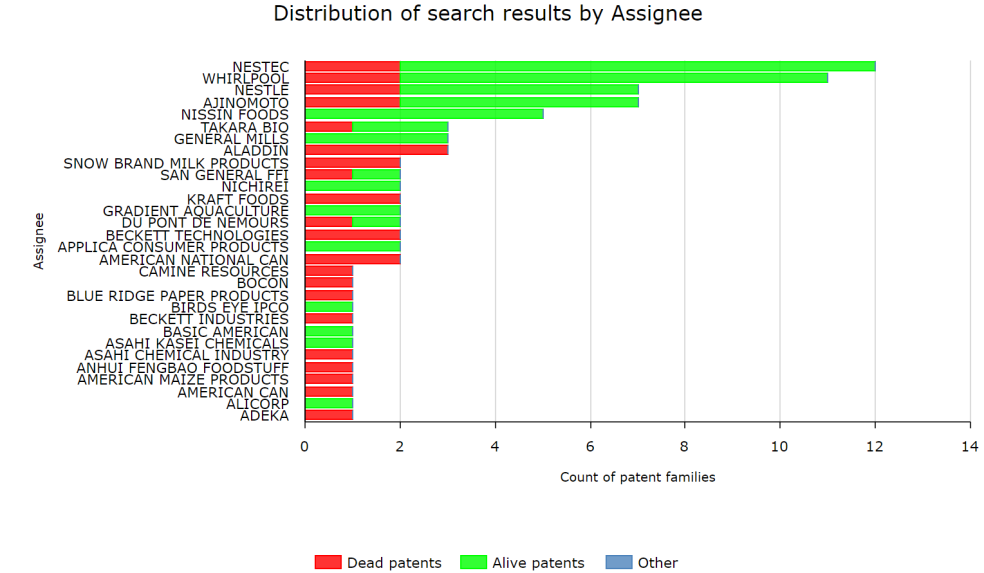 Distribution of search results by Assignee
NESTEC
WHIRLPOOL
NESTLE
AJINOMOTO
NISSIN FOODS
TAKARA BIO
GENERAL MILLS
ALADDIN
SNOW BRAND MILK PRODUCTS
SAN GENERAL FFI
NICHIREI
KRAFT FOODS
GRADIENT AQUACULTURE
DU PONT DE NEMOURS
BECKETT TECHNOLOGIES
APPLICA CONSUMER PRODUCTS
AMERICAN NATIONAL CAN
CAMINE RESOURCES
BOCON
BLUE RIDGE PAPER PRODUCTS
BIRDS EYE IPCO
BECKETT INDUSTRIES
BASIC AMERICAN
ASAHI KASEI CHEMICALS
ASAHI CHEMICAL INDUSTRY
ANHUI FENGBAO FOODSTUFF
AMERICAN MAIZE PRODUCTS
AMERICAN CAN
ALICORP
ADEKA
Assignee
0 2 4 6 8 10 12 14
Count of patent families
Dead patents Alive patents Other